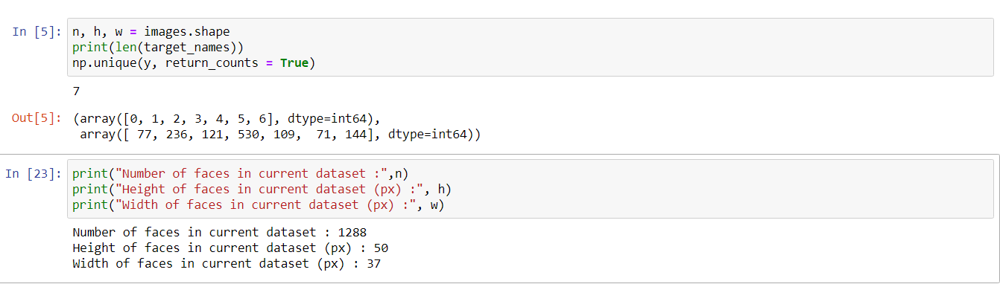 In [5]: n, h, w = images.shape
print(len(target_names))
np.unique(y, return_counts = True)
7
Out[5]: (array([0, 1, 2, 3, 4, 5, 6], dtype=int64),
 array([ 77, 236, 121, 530, 109,  71, 144], dtype=int64))
In [23]: print("Number of faces in current dataset :",n)
print("Height of faces in current dataset (px) :", h)
print("Width of faces in current dataset (px) :", w)
Number of faces in current dataset : 1288
Height of faces in current dataset (px) : 50
Width of faces in current dataset (px) : 37